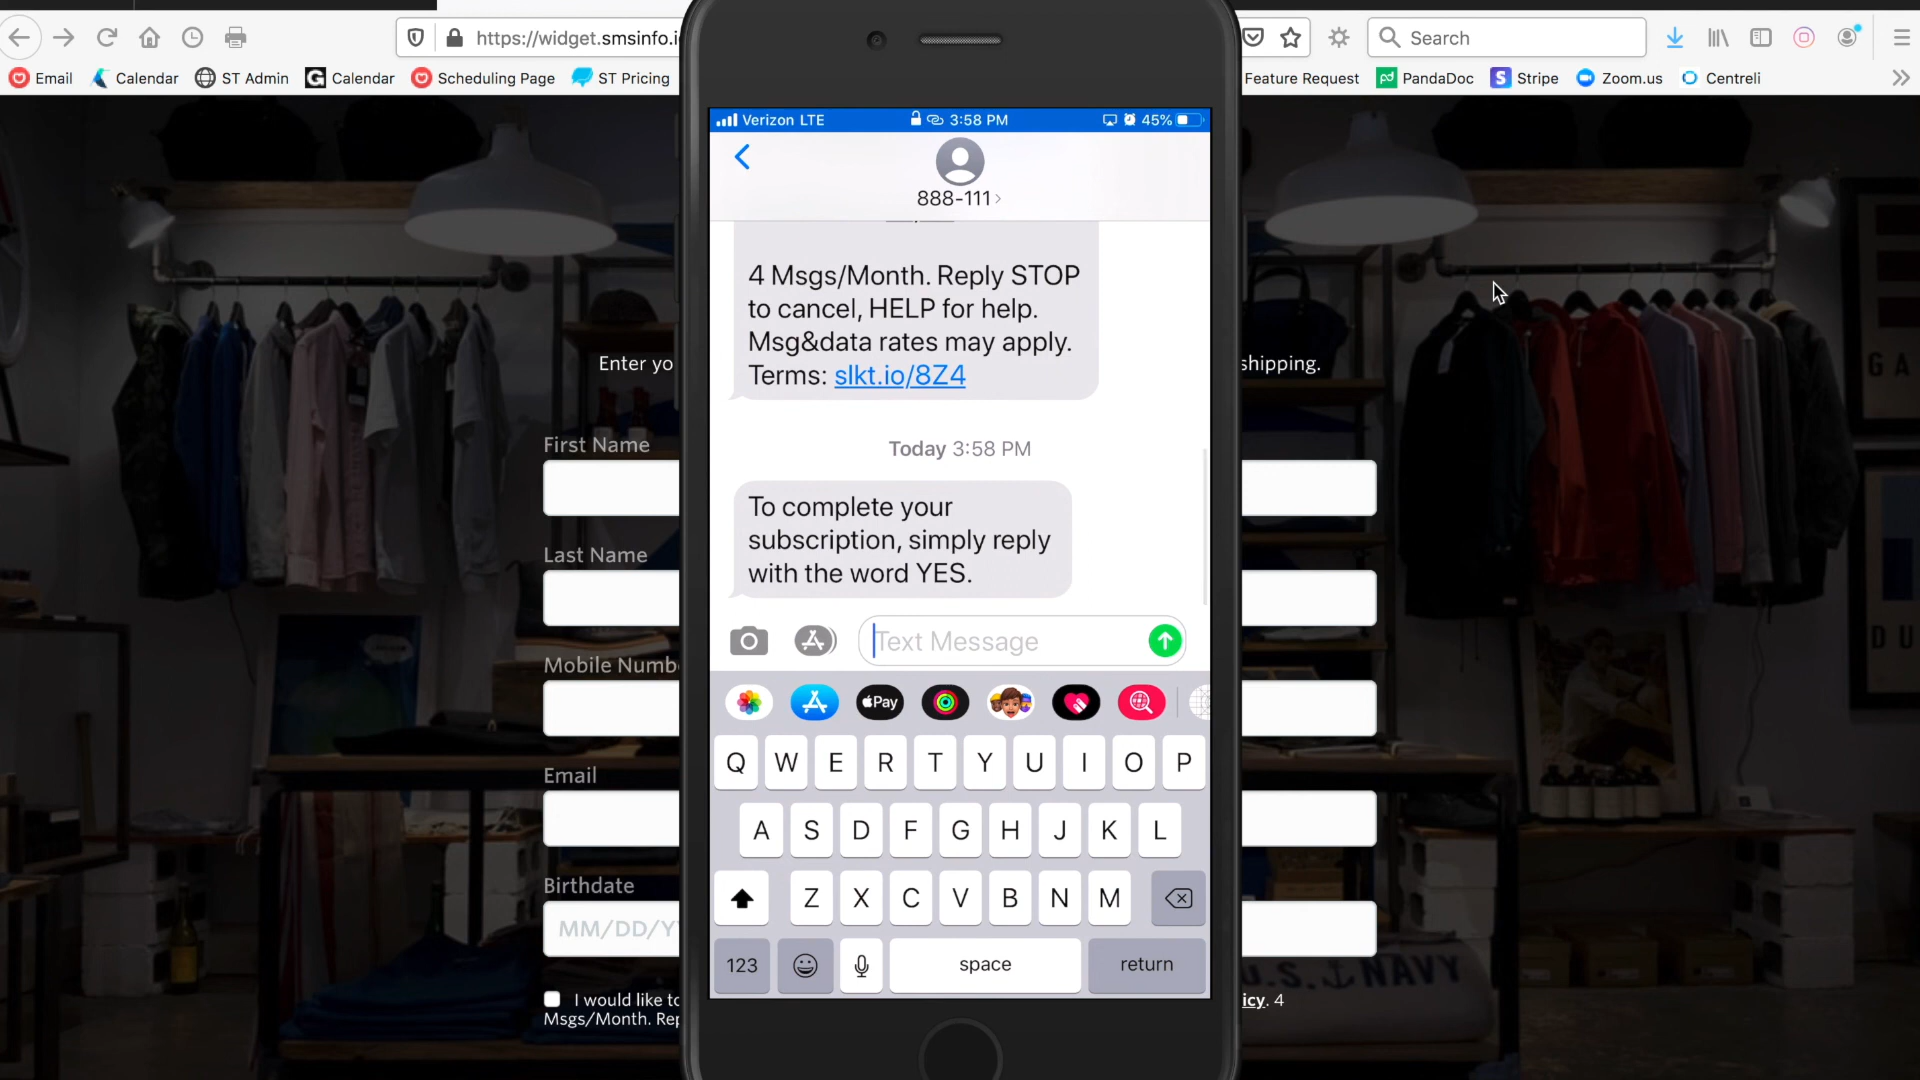 https://widget.smsinfo.i
Search
Email
Calendar
ST Admin
Calendar
Scheduling Page
ST Pricing
Feature Request
PandaDoc
Stripe
Zoom.us
Centreli
Verizon LTE
3:58 PM
45%
888-111
4 Msgs/Month. Reply STOP
to cancel, HELP for help.
Msg&data rates may apply.
Terms: slkt.io/8Z4
Today 3:58 PM
To complete your
subscription, simply reply
with the word YES.
Text Message
Pay
Q W E R T Y U I O P
A S D F G H J K L
Z X C V B N M
123
space
return
Enter yo
shipping.
First Name
Last Name
Mobile Numb
Email
Birthdate
MM/DD/Y
I would like to
icy. 4
Msgs/Month. Rep
U.S. NAVY
GA
DU